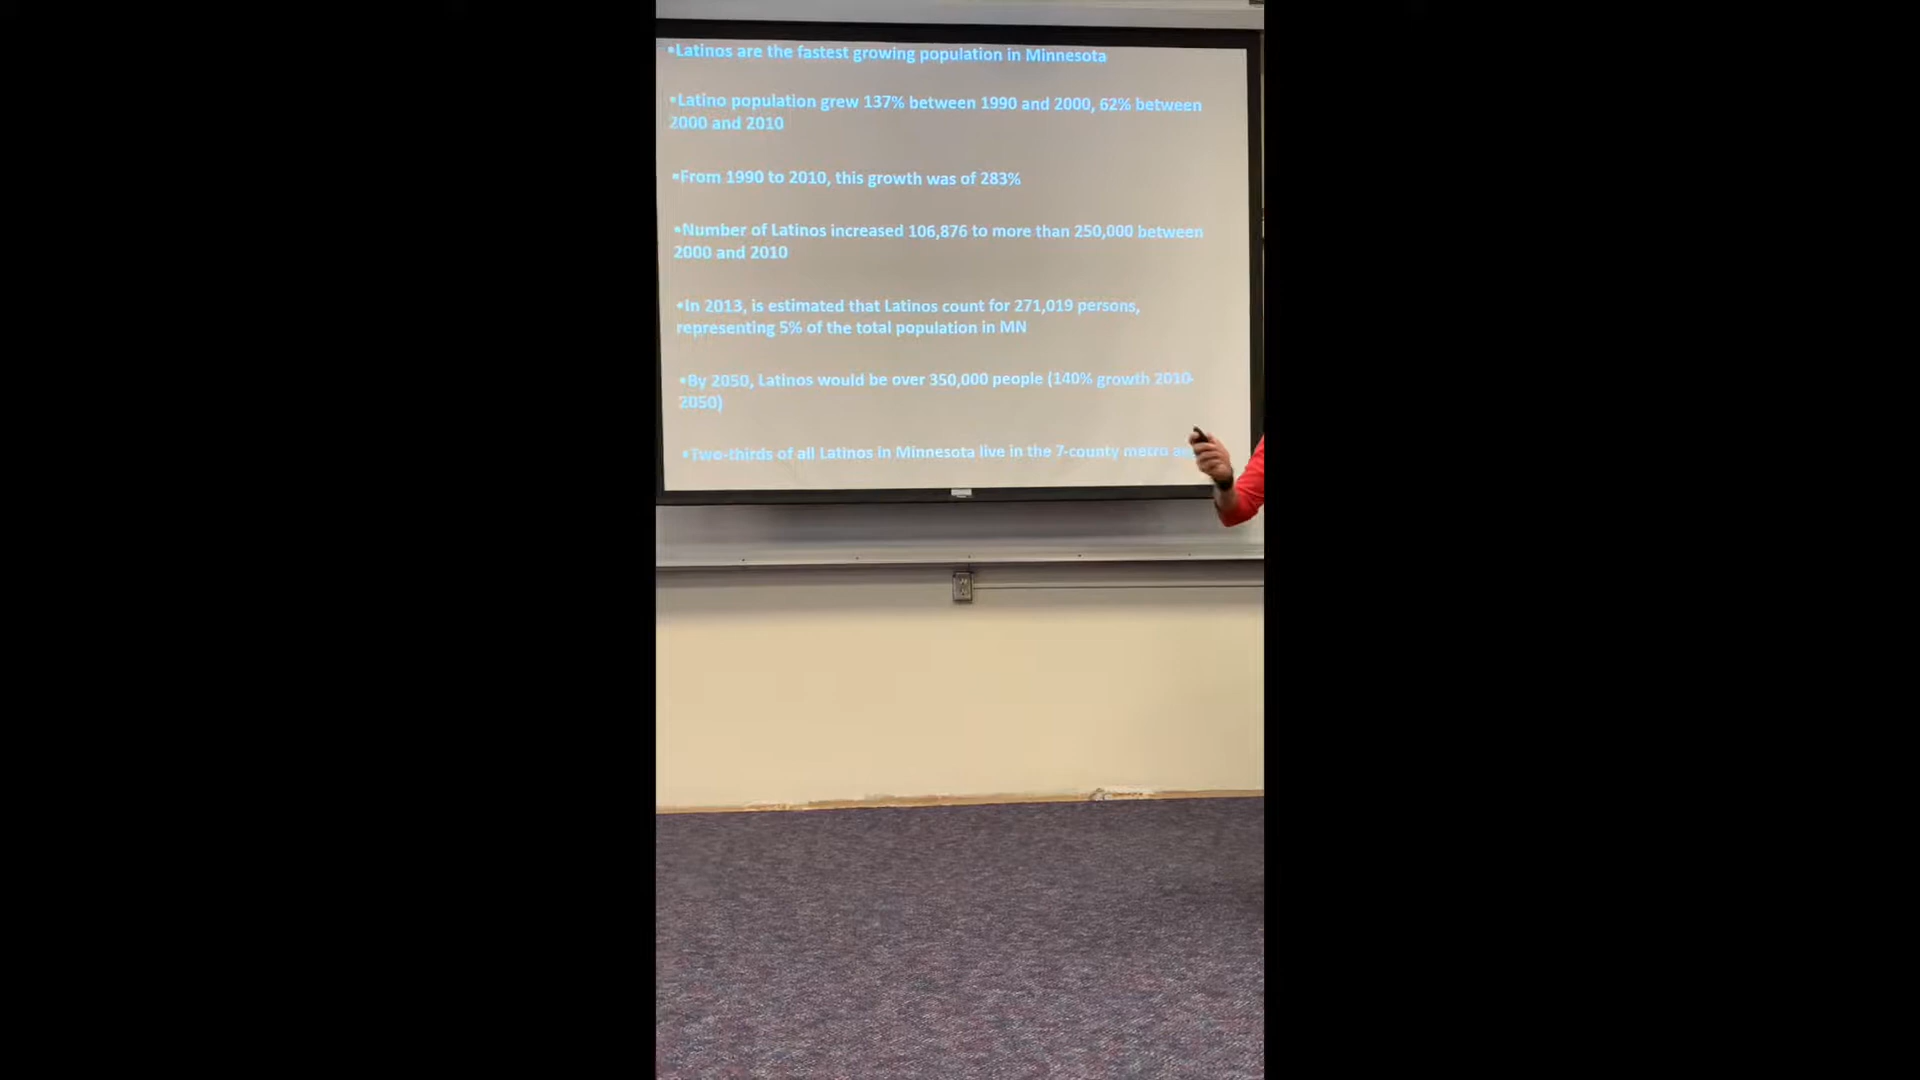 •Latinos are the fastest growing population in Minnesota
•Latino population grew 137% between 1990 and 2000, 62% between
2000 and 2010
•From 1990 to 2010, this growth was of 283%
•Number of Latinos increased 106,876 to more than 250,000 between
2000 and 2010
•In 2013, is estimated that Latinos count for 271,019 persons,
representing 5% of the total population in MN
•By 2050, Latinos would be over 350,000 people (140% growth 2010-
2050)
•Two-thirds of all Latinos in Minnesota live in the 7-county metro